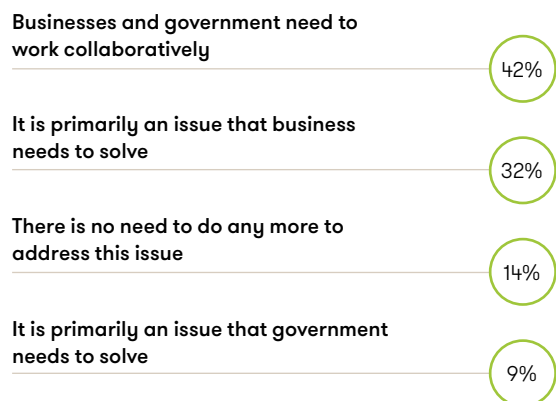 Businesses and government need to
work collaboratively
42%
It is primarily an issue that business
needs to solve
32%
There is no need to do any more to
address this issue
14%
It is primarily an issue that government
needs to solve
9%